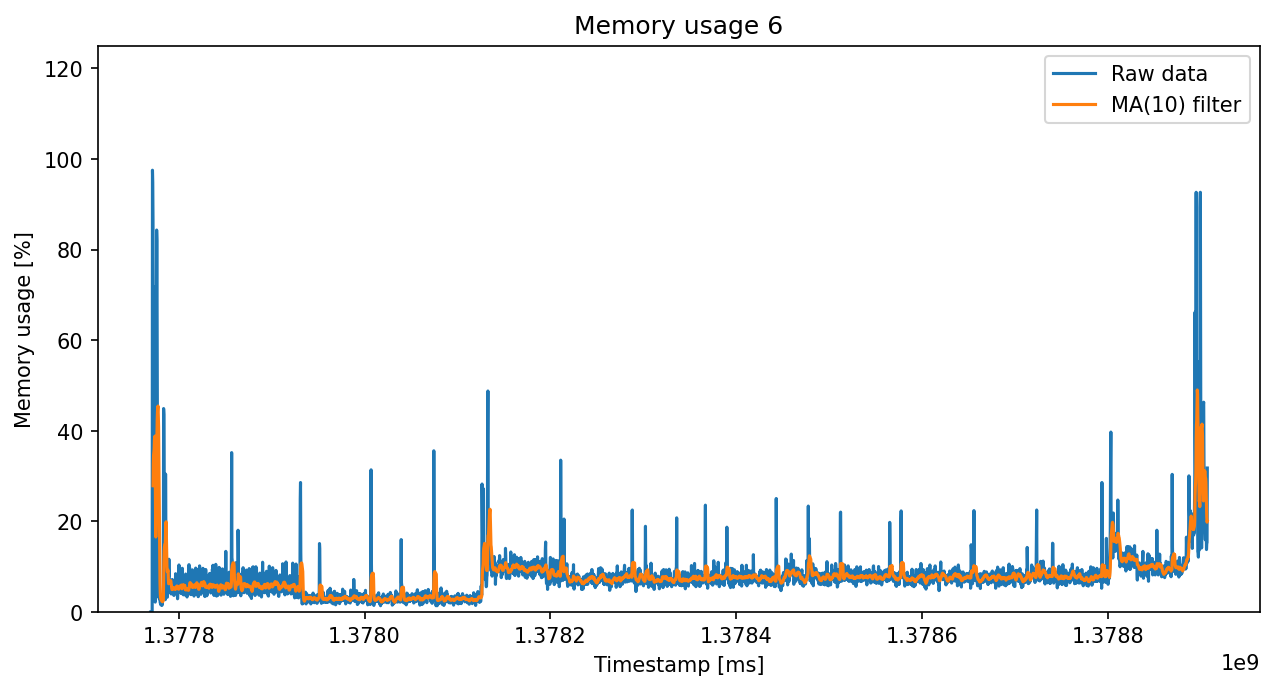 Memory usage 6
Raw data
MA(10) filter
Memory usage [%]
120
100
80
60
40
20
0
1.3778
1.3780
1.3782
1.3784
1.3786
1.3788
1e9
Timestamp [ms]